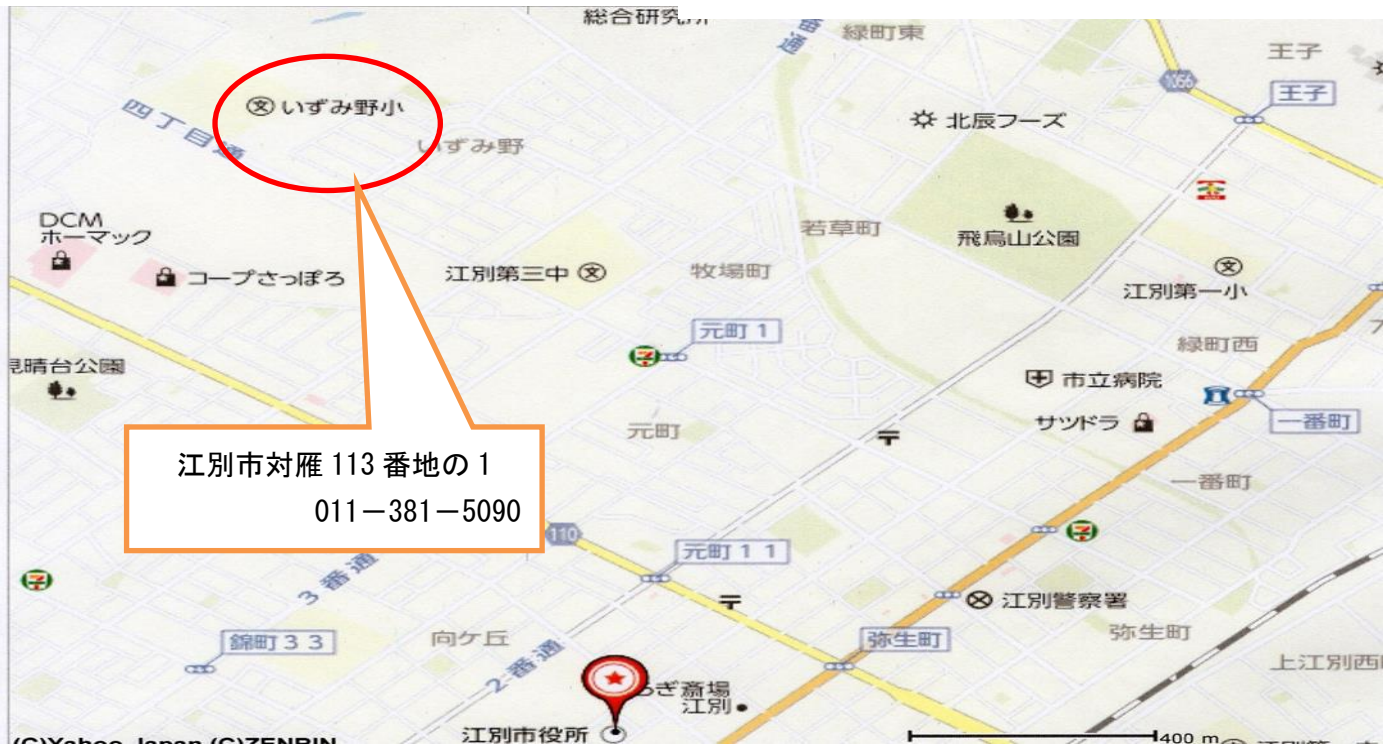 総合研究所
緑町東
王子
1056
王子
文 いずみ野小
四丁目通
いずみ野
北辰フーズ
DCM
ホーマック
コープさっぽろ
江別第三中 文
牧場町
若草町
飛烏山公園
文
江別第一小
元町1
緑町西
見晴台公園
市立病院
サツドラ
一番町
元町
〒
一番町
江別市対雁 113 番地の 1
011－381－5090
110
元町11
3番通
〒
江別警察署
錦町33
向ケ丘
2番通
弥生町
弥生町
上江別西
ぎ斎場
江別
江別市役所
(C)Yahoo Japan (C)ZENRIN
400 m